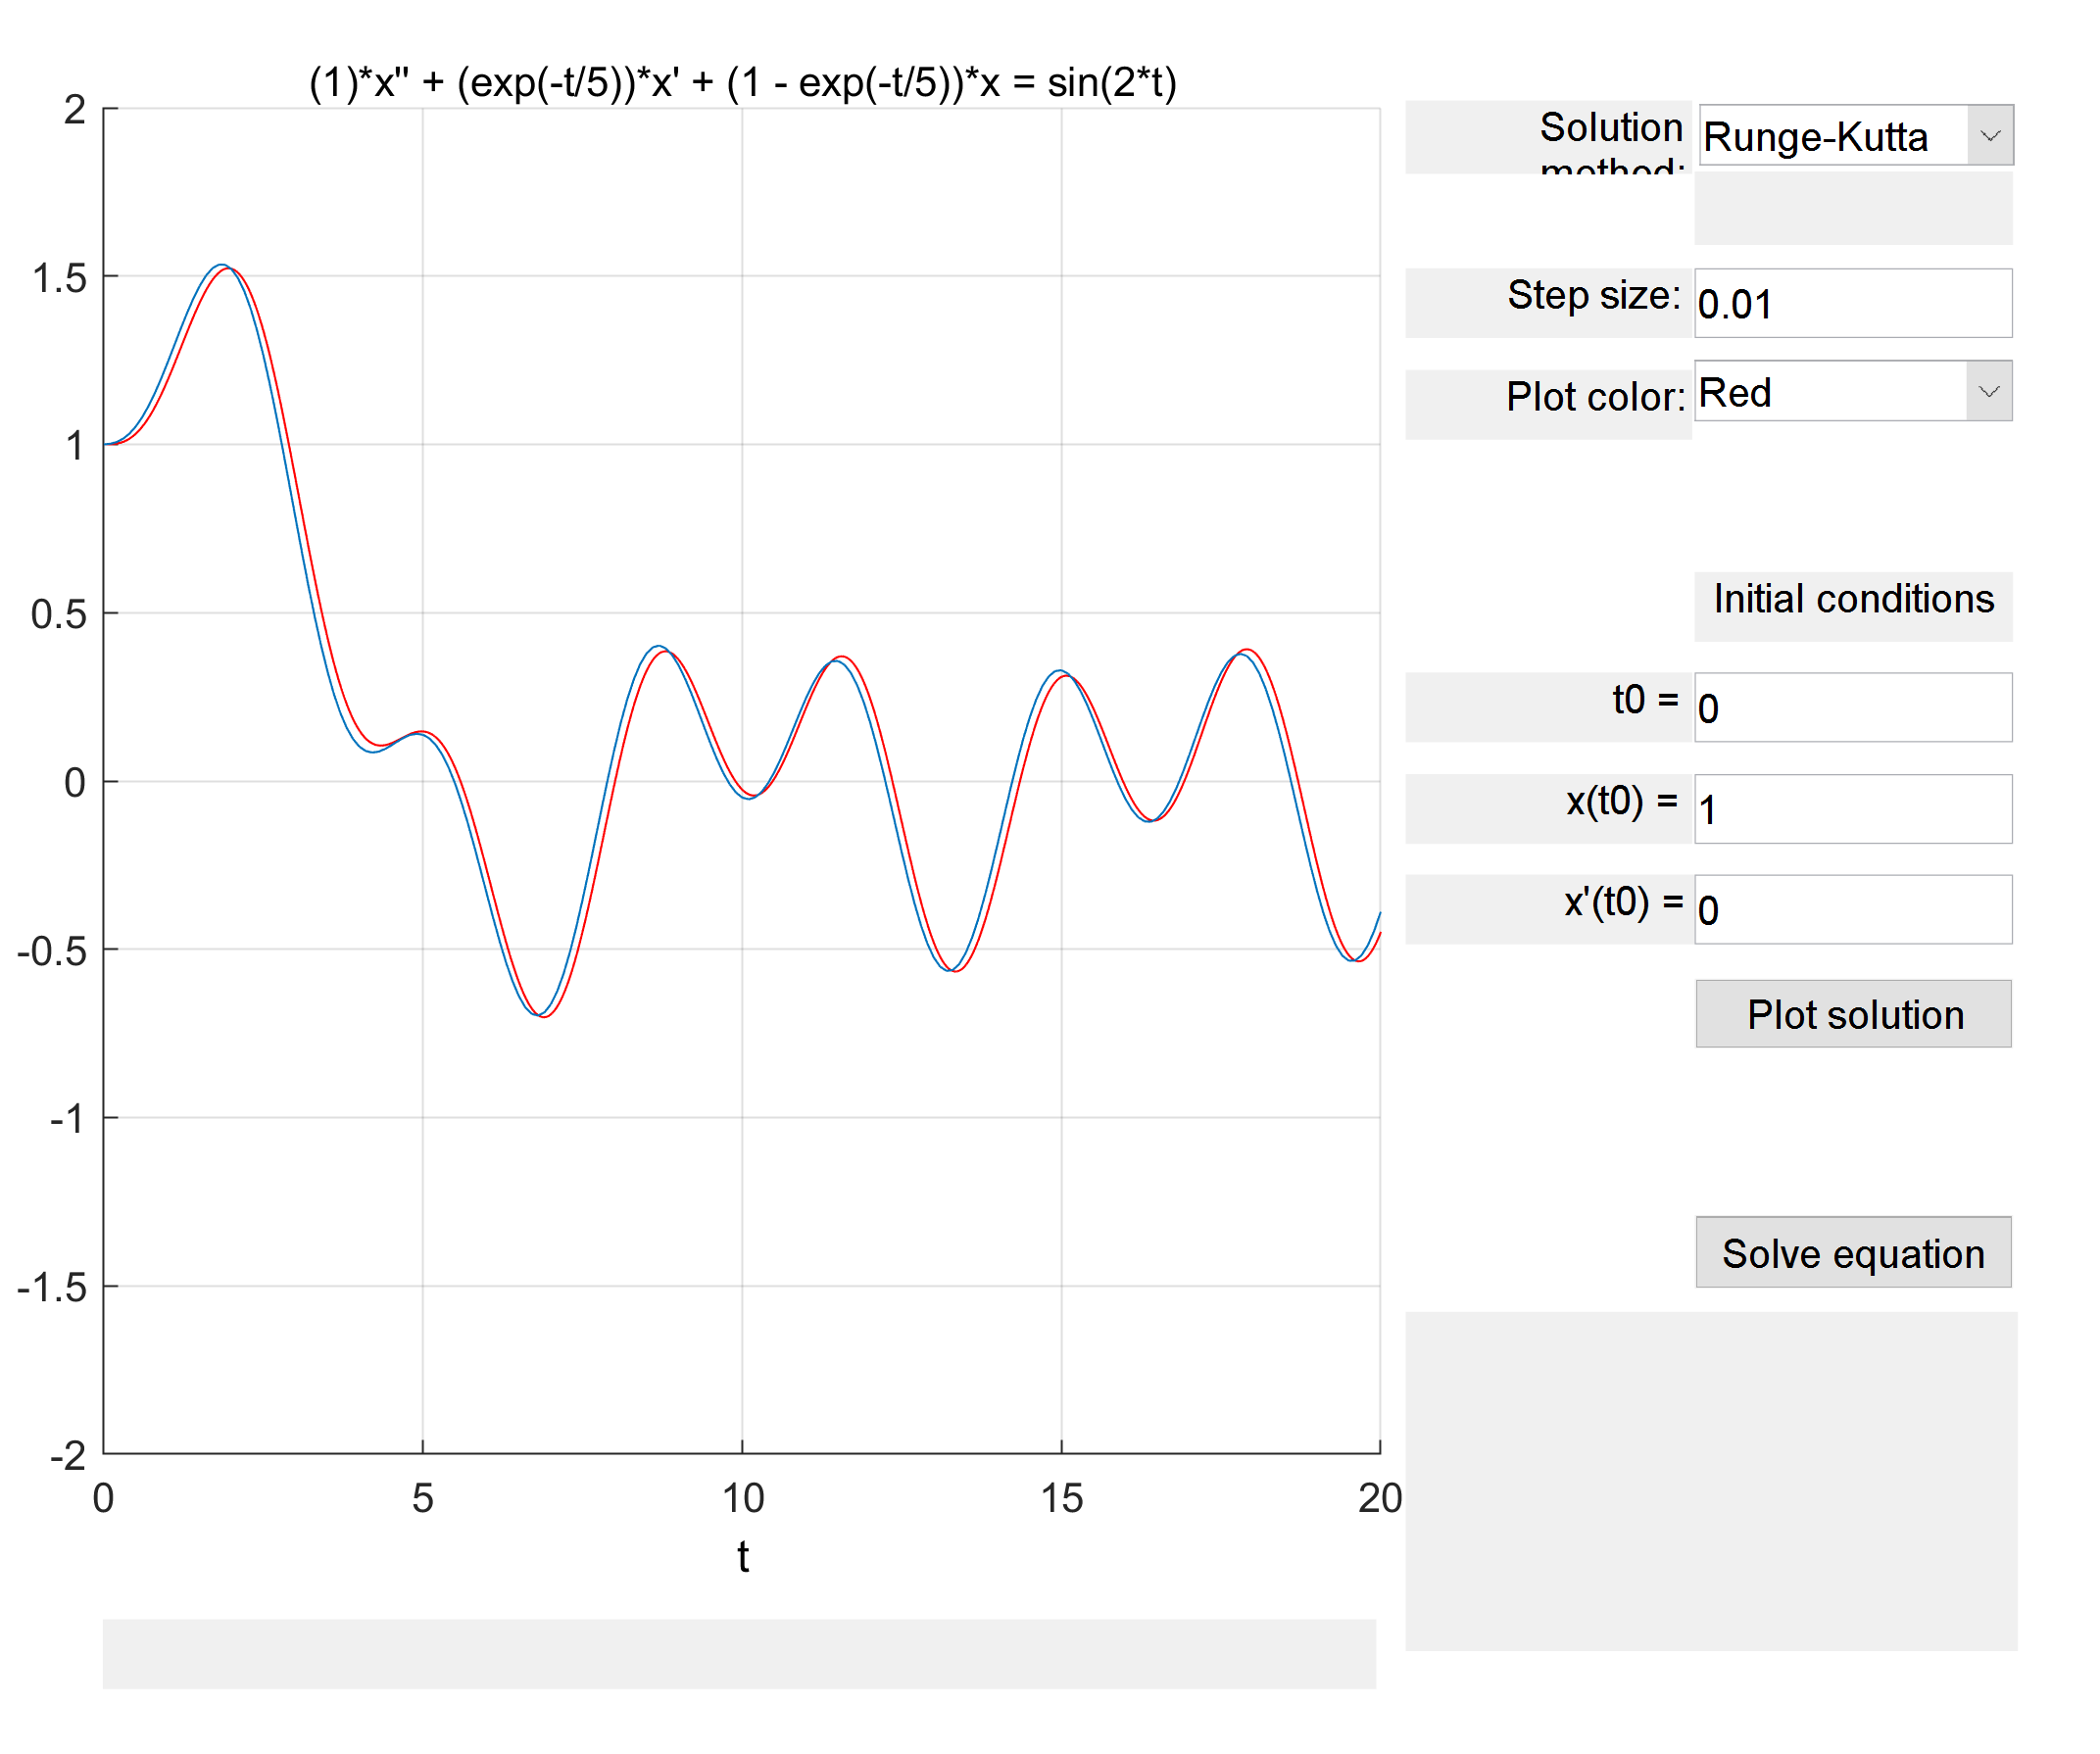 (1)*x'' + (exp(-t/5))*x' + (1 - exp(-t/5))*x = sin(2*t)
2
1.5
1
0.5
0
-0.5
-1
-1.5
-2
0 5 10 15 20
t
Solution
method:
Runge-Kutta
Step size: 0.01
Plot color: Red
Initial conditions
t0 = 0
x(t0) = 1
x'(t0) = 0
Plot solution
Solve equation